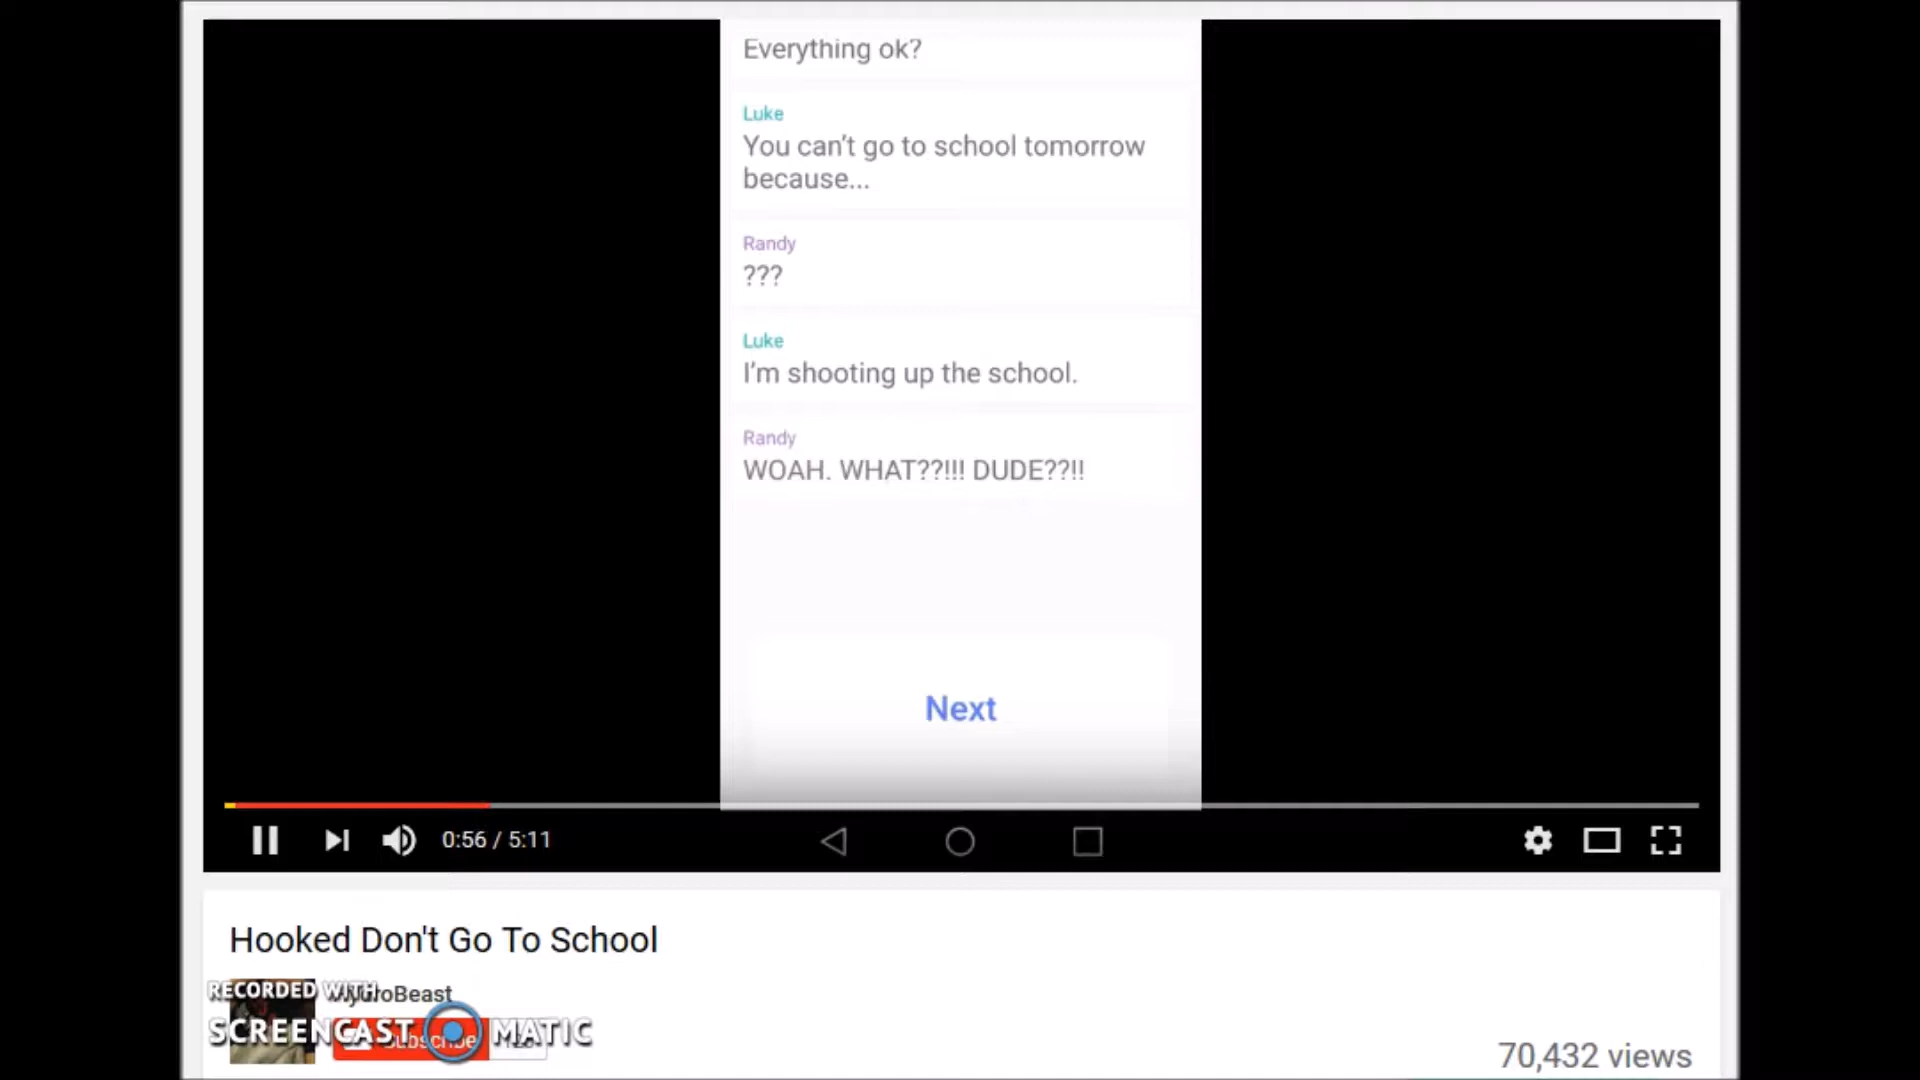 Everything ok?
Luke
You can't go to school tomorrow
because...
Randy
???
Luke
I'm shooting up the school.
Randy
WOAH. WHAT??!!! DUDE??!!
Next
0:56 / 5:11
Hooked Don't Go To School
RECORDED WITH
SCREENCAST MATIC
Subscribe
70,432 views